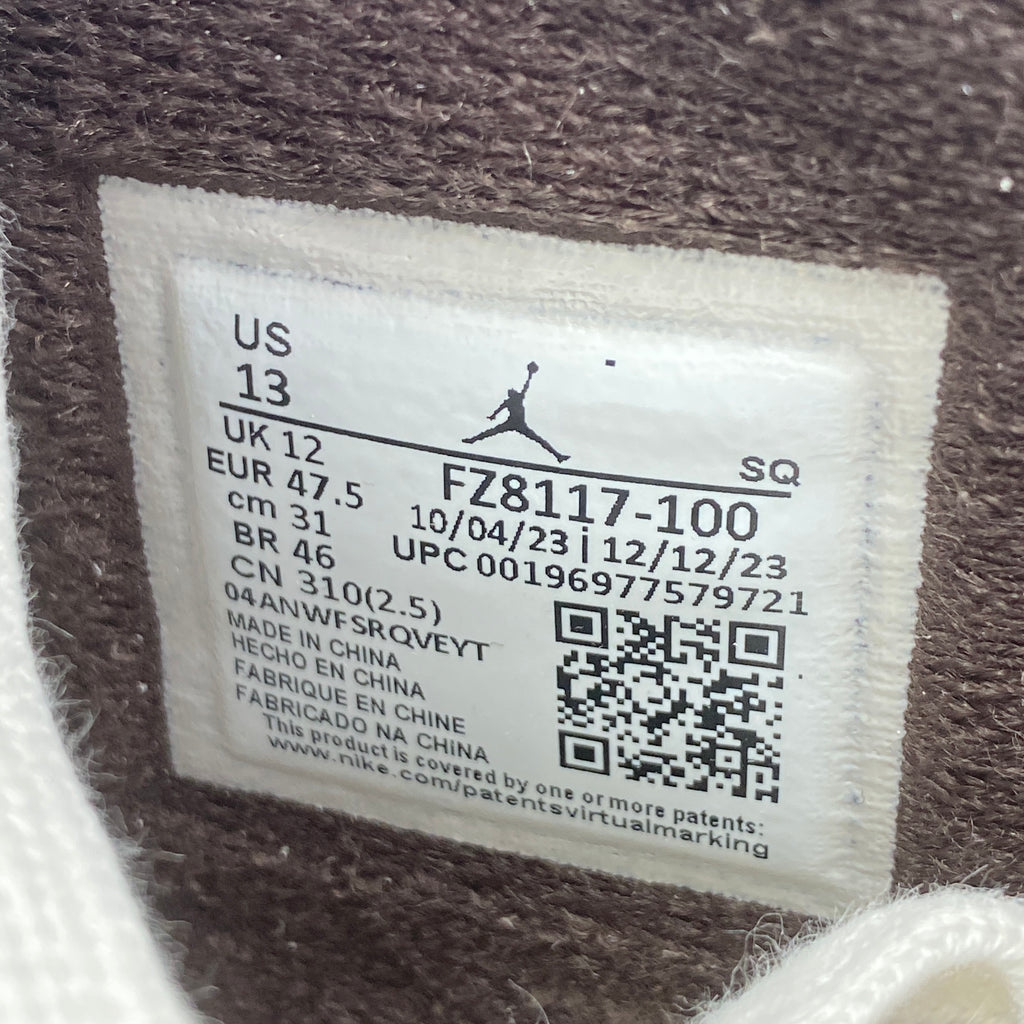 US
13
SQ
UK 12
EUR 47.5
cm 31
BR 46
CN 310(2.5)
FZ8117-100
10/04/23 | 12/12/23
UPC 00196977579721
04ANWFSRQVEYT
MADE IN CHINA
HECHO EN CHINA
FABRIQUE EN CHINE
FABRICADO NA CHINA
This product is covered by one or more patents:
www.nike.com/patentsvirtualmarking